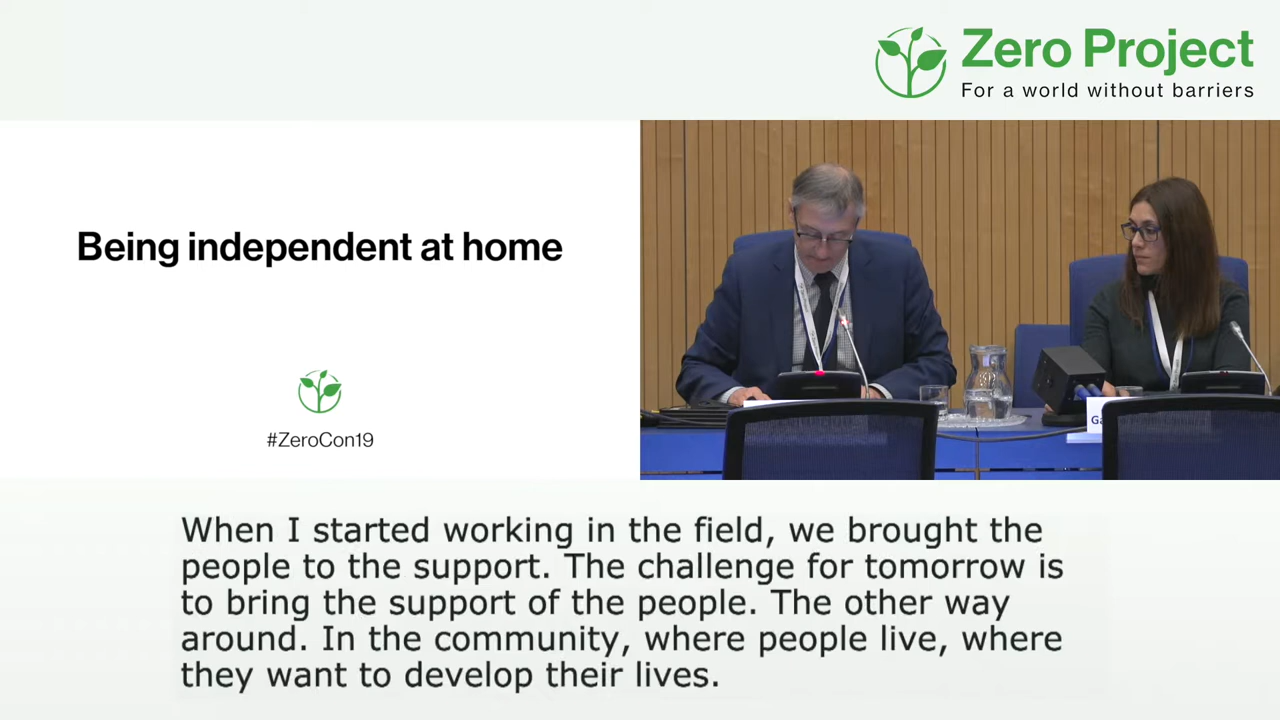 Zero Project
For a world without barriers
Being independent at home
#ZeroCon19
Ga
When I started working in the field, we brought the
people to the support. The challenge for tomorrow is
to bring the support of the people. The other way
around. In the community, where people live, where
they want to develop their lives.